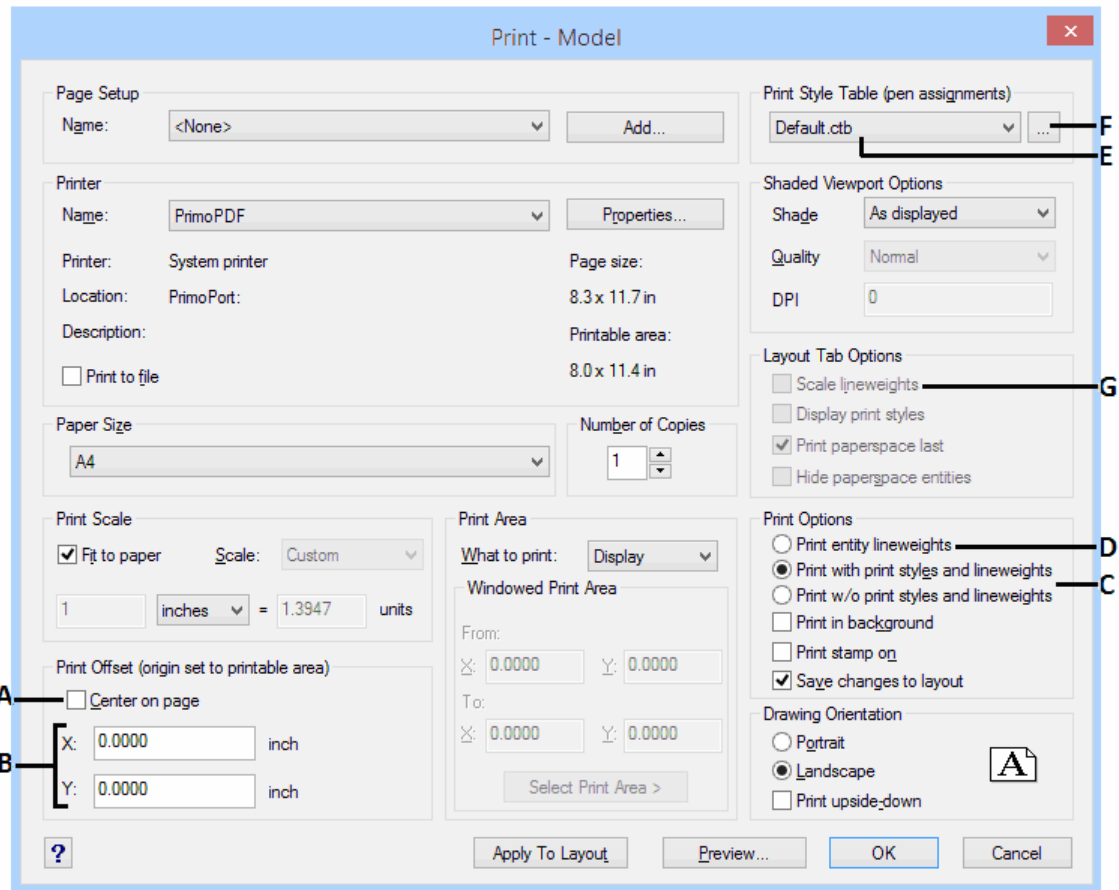 Print - Model
Page Setup
Name: <None> Add...
Print Style Table (pen assignments)
Default.ctb ... F
E
Printer
Name: PrimoPDF Properties...
Printer: System printer Page size:
Location: PrimoPort: 8.3 x 11.7 in
Description: Printable area:
Print to file 8.0 x 11.4 in
Shaded Viewport Options
Shade As displayed
Quality Normal
DPI 0
Layout Tab Options
Scale lineweights G
Display print styles
Print paperspace last
Hide paperspace entities
Paper Size
A4
Number of Copies
1
Print Scale
Fit to paper Scale: Custom
1 inches = 1.3947 units
Print Area
What to print: Display
Windowed Print Area
From:
X: 0.0000 Y: 0.0000
To:
X: 0.0000 Y: 0.0000
Select Print Area >
Print Options
Print entity lineweights D
Print with print styles and lineweights
C
Print w/o print styles and lineweights
Print in background
Print stamp on
Save changes to layout
Print Offset (origin set to printable area)
A Center on page
X: 0.0000 inch
B
Y: 0.0000 inch
Drawing Orientation
Portrait
Landscape
Print upside-down
A
? Apply To Layout Preview... OK Cancel